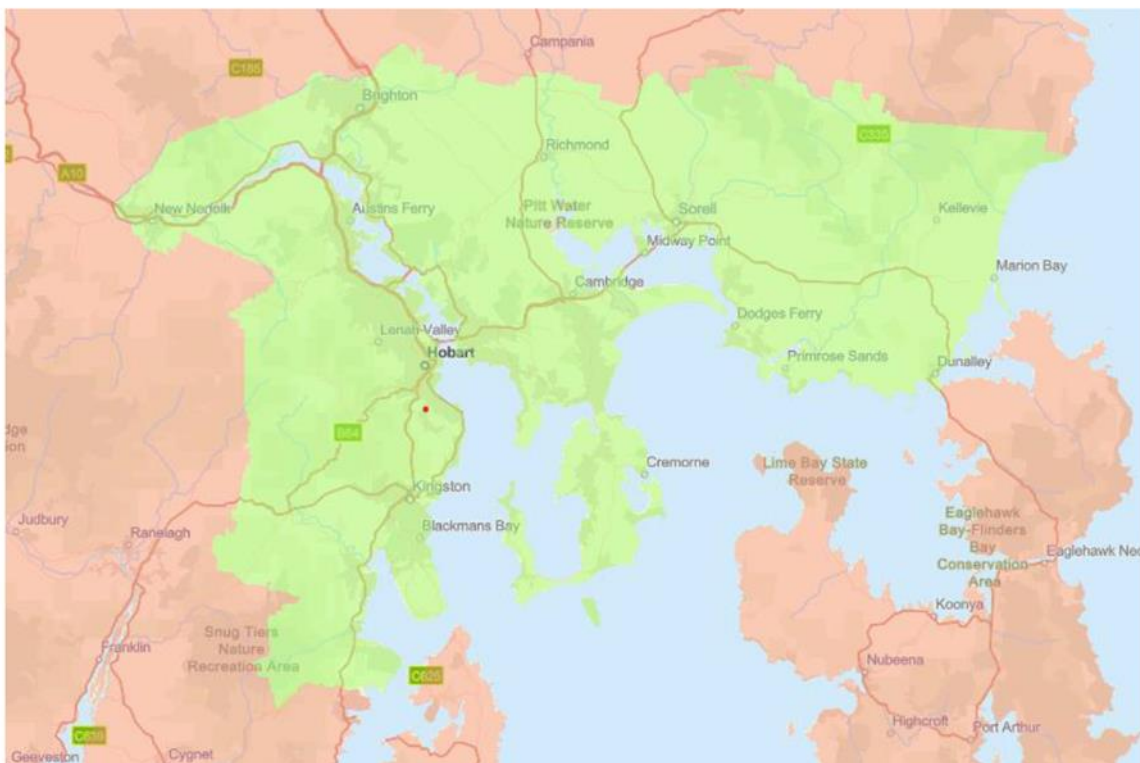 Campania
C185
Brighton
C335
Richmond
A10
New Norfolk
Austins Ferry
Pitt Water
Nature Reserve
Sorell
Kellevie
Midway Point
Marion Bay
Cambridge
Dodges Ferry
Lenah Valley
Hobart
Primrose Sands
Dunalley
B64
Cremorne
Lime Bay State
Reserve
Kingston
Judbury
Ranelagh
Blackmans Bay
Eaglehawk
Bay-Flinders
Bay
Conservation
Area
Eaglehawk Nec
Koonya
Snug Tiers
Nature
Recreation Area
Franklin
Nubeena
Highcroft
Port Arthur
Geeveston
Cygnet